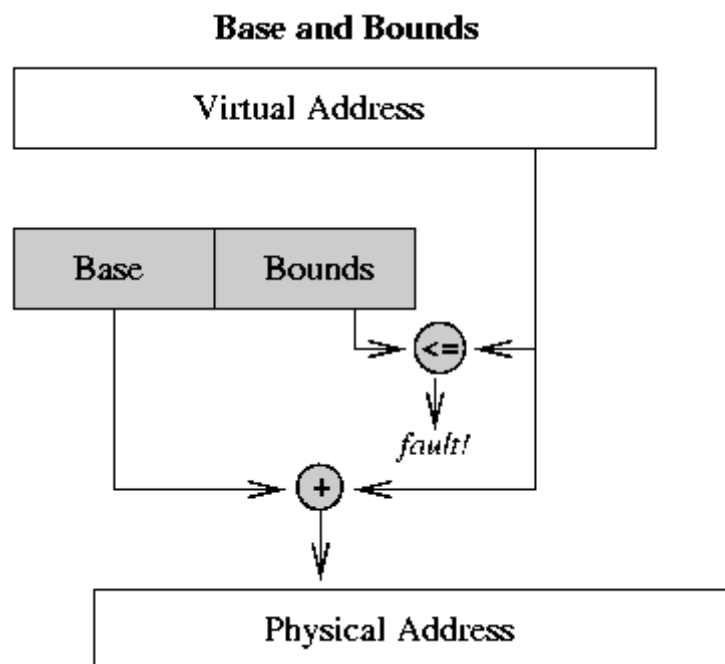 Base and Bounds
Virtual Address
Base Bounds
<=
fault!
+
Physical Address